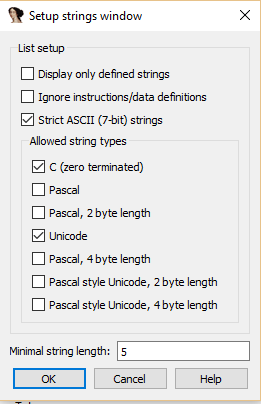 Setup strings window
List setup
Display only defined strings
Ignore instructions/data definitions
Strict ASCII (7-bit) strings
Allowed string types
C (zero terminated)
Pascal
Pascal, 2 byte length
Unicode
Pascal, 4 byte length
Pascal style Unicode, 2 byte length
Pascal style Unicode, 4 byte length
Minimal string length: 5
OK Cancel Help